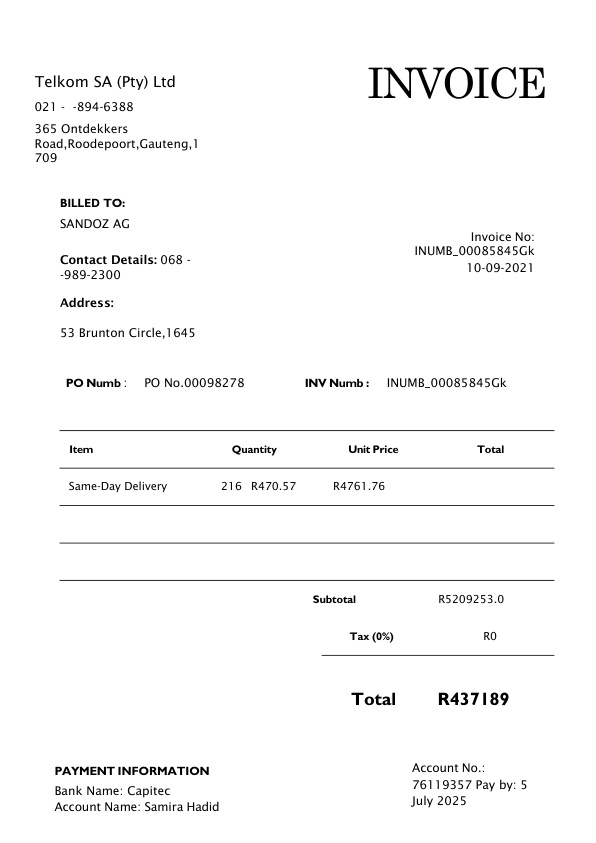 Telkom SA (Pty) Ltd
INVOICE
021 -  -894-6388
365 Ontdekkers
Road,Roodepoort,Gauteng,1
709
BILLED TO:
SANDOZ AG
Contact Details: 068 -
-989-2300
Invoice No:
INUMB_00085845Gk
10-09-2021
Address:
53 Brunton Circle,1645
PO Numb : PO No.00098278 INV Numb : INUMB_00085845Gk
Item Quantity Unit Price Total
Same-Day Delivery 216 R470.57 R4761.76
Subtotal R5209253.0
Tax (0%) R0
Total R437189
PAYMENT INFORMATION
Bank Name: Capitec
Account Name: Samira Hadid
Account No.:
76119357 Pay by: 5
July 2025